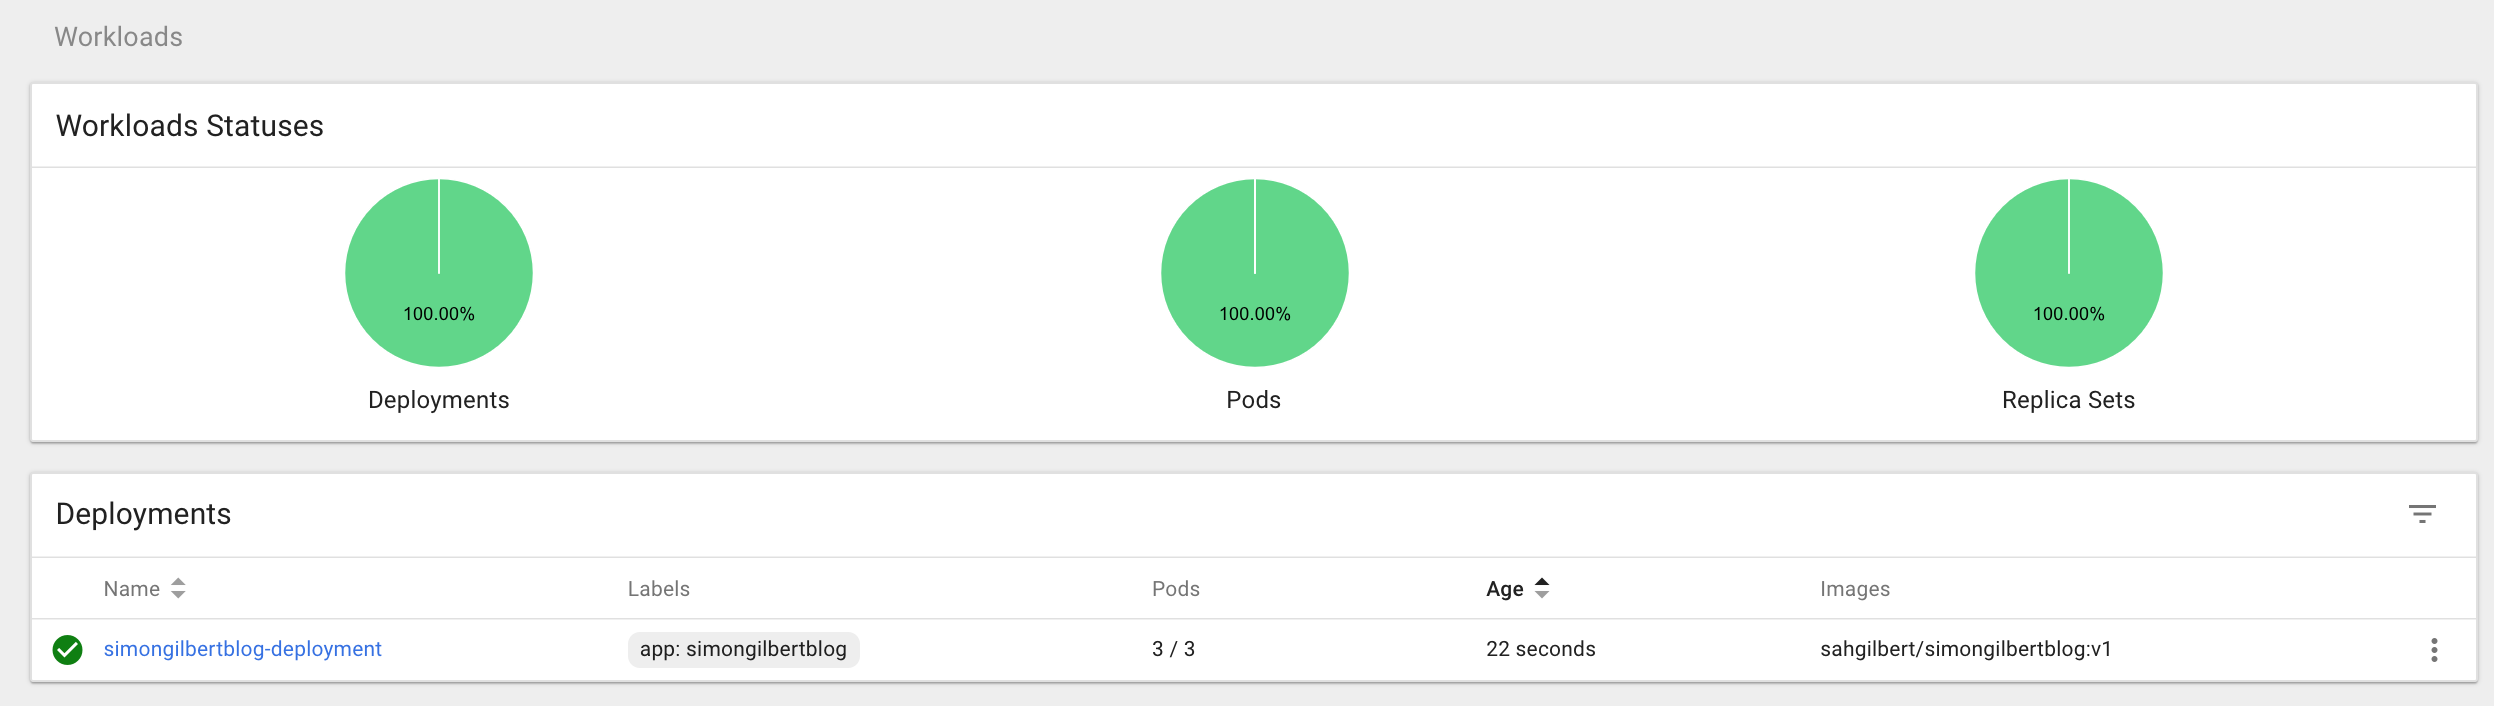 Workloads
Workloads Statuses
100.00% 100.00% 100.00%
Deployments Pods Replica Sets
Deployments
Name Labels Pods Age Images
simongilbertblog-deployment app: simongilbertblog 3 / 3 22 seconds sahgilbert/simongilbertblog:v1